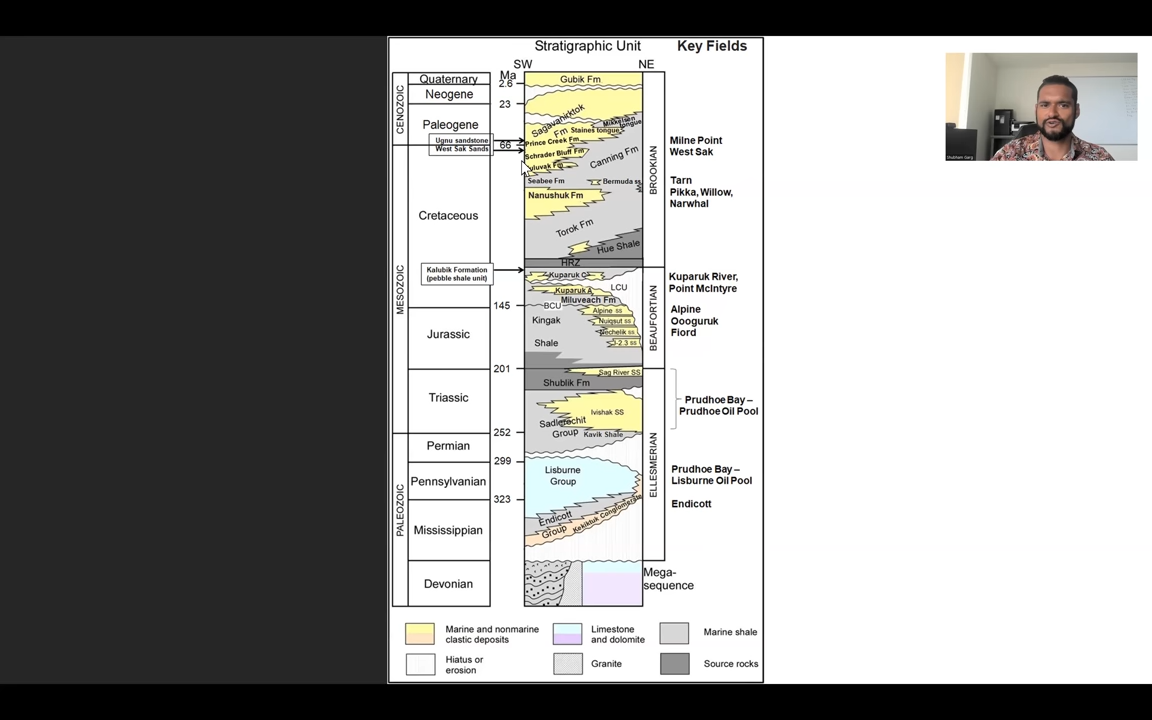 Stratigraphic Unit
Key Fields
SW
NE
Ma
CENOZOIC
Quaternary
2.6
Gubik Fm
Neogene
23
Paleogene
Sagavanirktok
Fm
Mikkelsen
tongue
Staines tongue
Ugnu sandstone
West Sak Sands
66
Prince Creek Fm
Schrader Bluff Fm
Canning Fm
Milne Point
West Sak
Seabee Fm
Bermuda ss
BROOKIAN
Tarn
Pikka, Willow,
Narwhal
Nanushuk Fm
Cretaceous
Torok Fm
Hue Shale
HRZ
MESOZOIC
Kalubik Formation
(pebble shale unit)
Kuparuk C
LCU
Kuparuk River,
Point McIntyre
Kuparuk A
Miluveach Fm
145
BCU
Alpine ss
Alpine
Oooguruk
Fiord
Kingak
Nuiqsut ss
Nechelik ss
Jurassic
Shale
J-2.3 ss
BEAUFORTIAN
201
Sag River SS
Shublik Fm
Triassic
Ivishak SS
Prudhoe Bay –
Prudhoe Oil Pool
Sadlerochit
Group
Kavik Shale
252
Permian
299
ELLESMERIAN
Lisburne
Group
Prudhoe Bay –
Lisburne Oil Pool
Pennsylvanian
323
Endicott
PALEOZOIC
Mississippian
Endicott
Group
Kekiktuk Conglomerate
Devonian
Mega-
sequence
Marine and nonmarine
clastic deposits
Limestone
and dolomite
Marine shale
Hiatus or
erosion
Granite
Source rocks
Shubham Garg